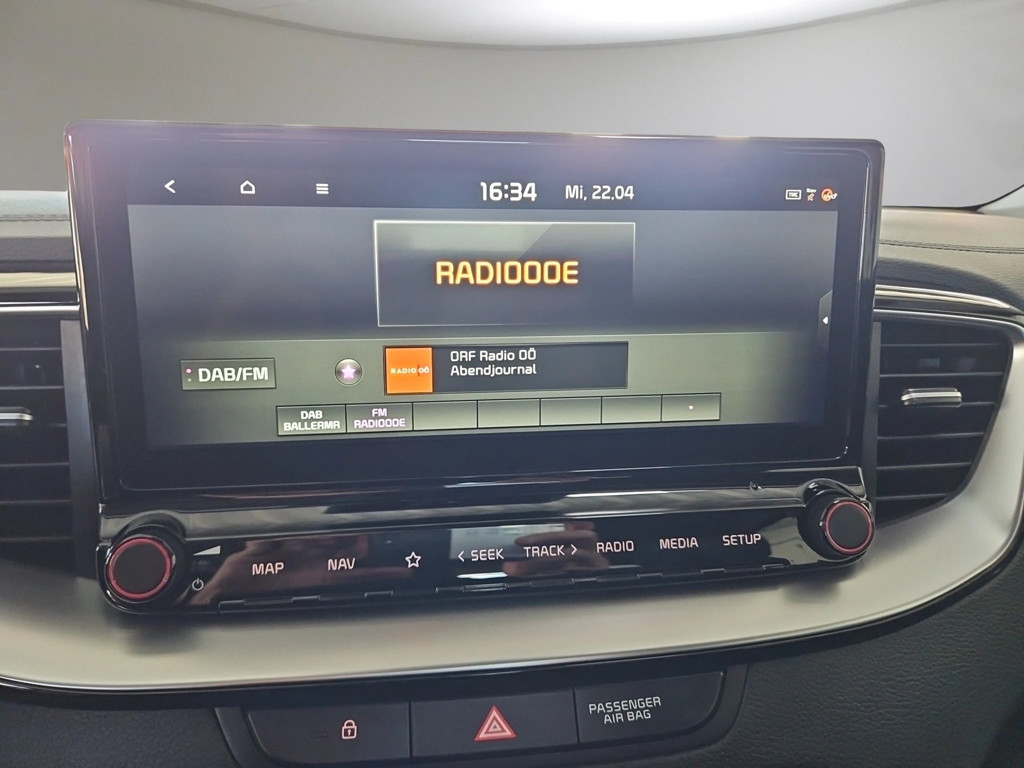 16:34 Mi, 22.04
TMC
RADIOOOE
DAB/FM
RADIO OÖ
ORF Radio OÖ
Abendjournal
DAB
BALLERMR
FM
RADIOOOE
MAP NAV < SEEK TRACK > RADIO MEDIA SETUP
PASSENGER
AIR BAG